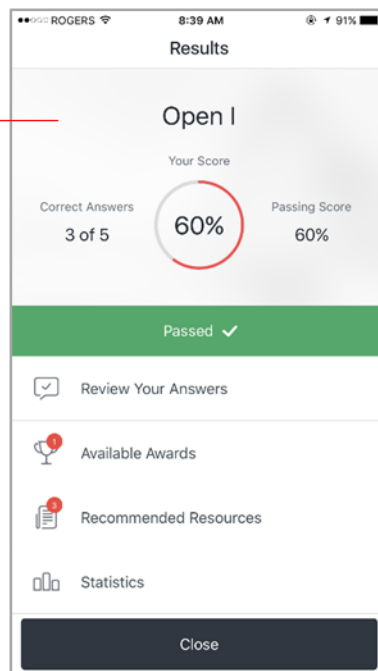 ROGERS 8:39 AM 91%
Results
Open I
Your Score
Correct Answers
3 of 5
60%
Passing Score
60%
Passed
Review Your Answers
1
Available Awards
3
Recommended Resources
Statistics
Close